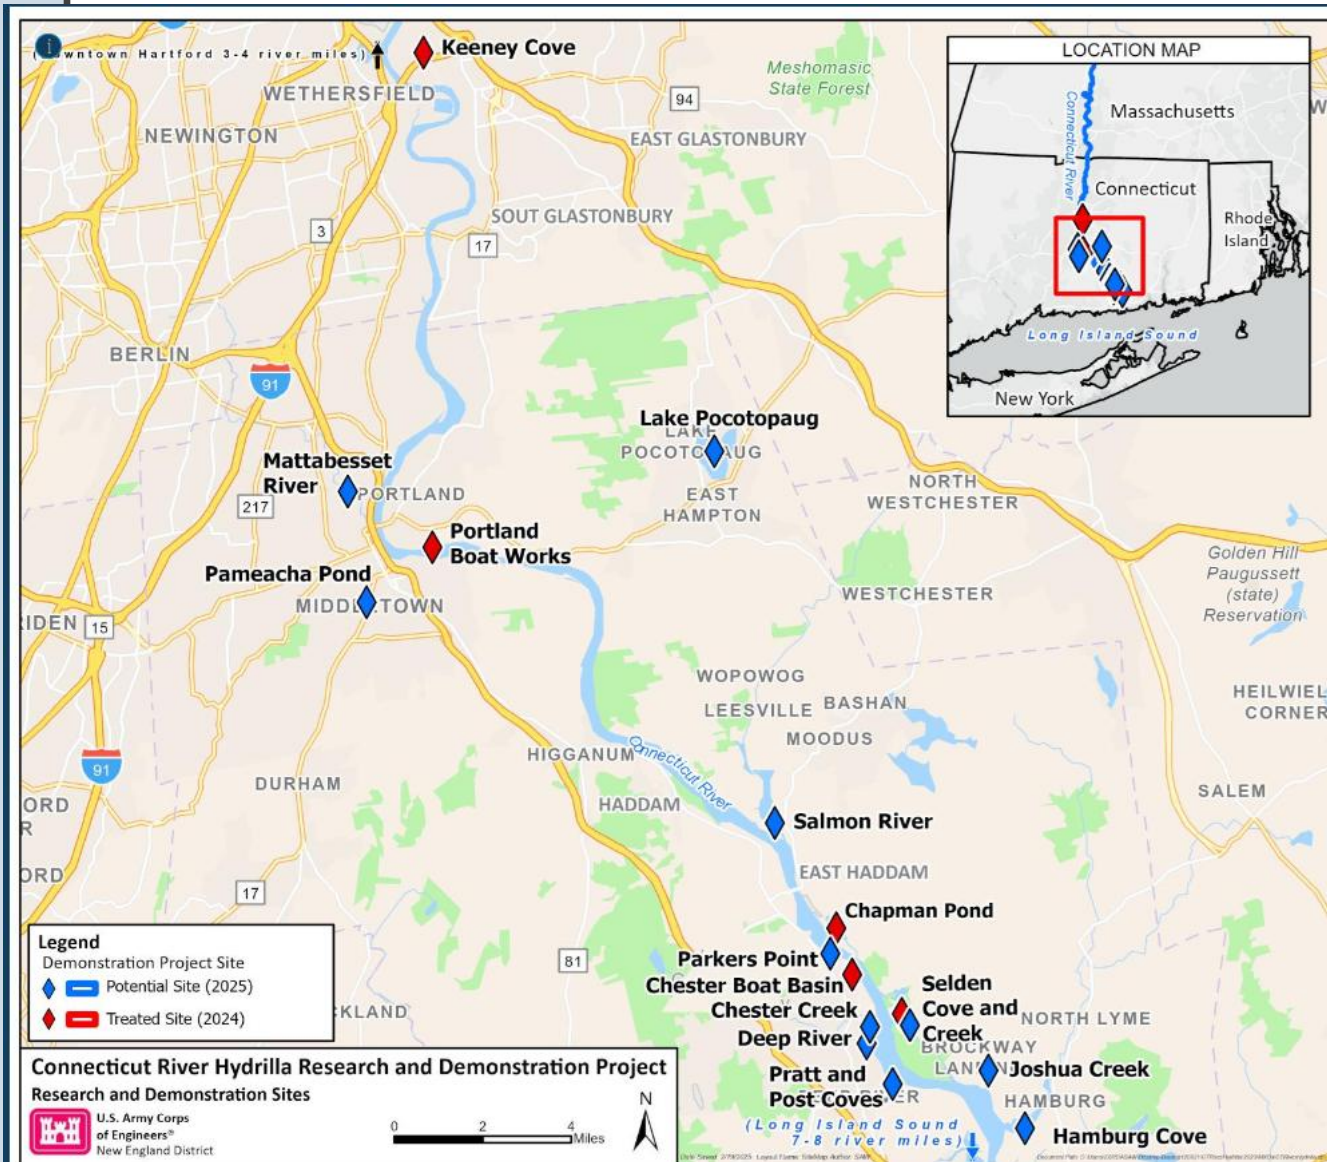 (Downtown Hartford 3-4 river miles)
Keeney Cove
WETHERSFIELD
NEWINGTON
94
Meshomasic
State Forest
EAST GLASTONBURY
SOUT GLASTONBURY
3
17
BERLIN
91
LOCATION MAP
Massachusetts
Connecticut River
Connecticut
Rhode
Island
Long Island Sound
New York
Lake Pocotopaug
LAKE
POCOTOPAUG
EAST
HAMPTON
NORTH
WESTCHESTER
Mattabesset
River
PORTLAND
217
Portland
Boat Works
Pameacha Pond
MIDDLETOWN
RIDEN
15
WESTCHESTER
Golden Hill
Paugussett
(state)
Reservation
WOPOWOG
LEESVILLE
BASHAN
MOODUS
HEILWIEL
CORNER
HIGGANUM
Connecticut River
91
DURHAM
HADDAM
SALEM
ORD
R
ORD
Salmon River
EAST HADDAM
17
Chapman Pond
81
Parkers Point
Chester Boat Basin
Chester Creek
Deep River
Selden
Cove and
Creek
NORTH LYME
BROCKWAY
Joshua Creek
Pratt and
Post Coves
HAMBURG
Hamburg Cove
(Long Island Sound
7-8 river miles)
CKLAND
Legend
Demonstration Project Site
Potential Site (2025)
Treated Site (2024)
Connecticut River Hydrilla Research and Demonstration Project
Research and Demonstration Sites
U.S. Army Corps
of Engineers®
New England District
0 2 4
Miles
N